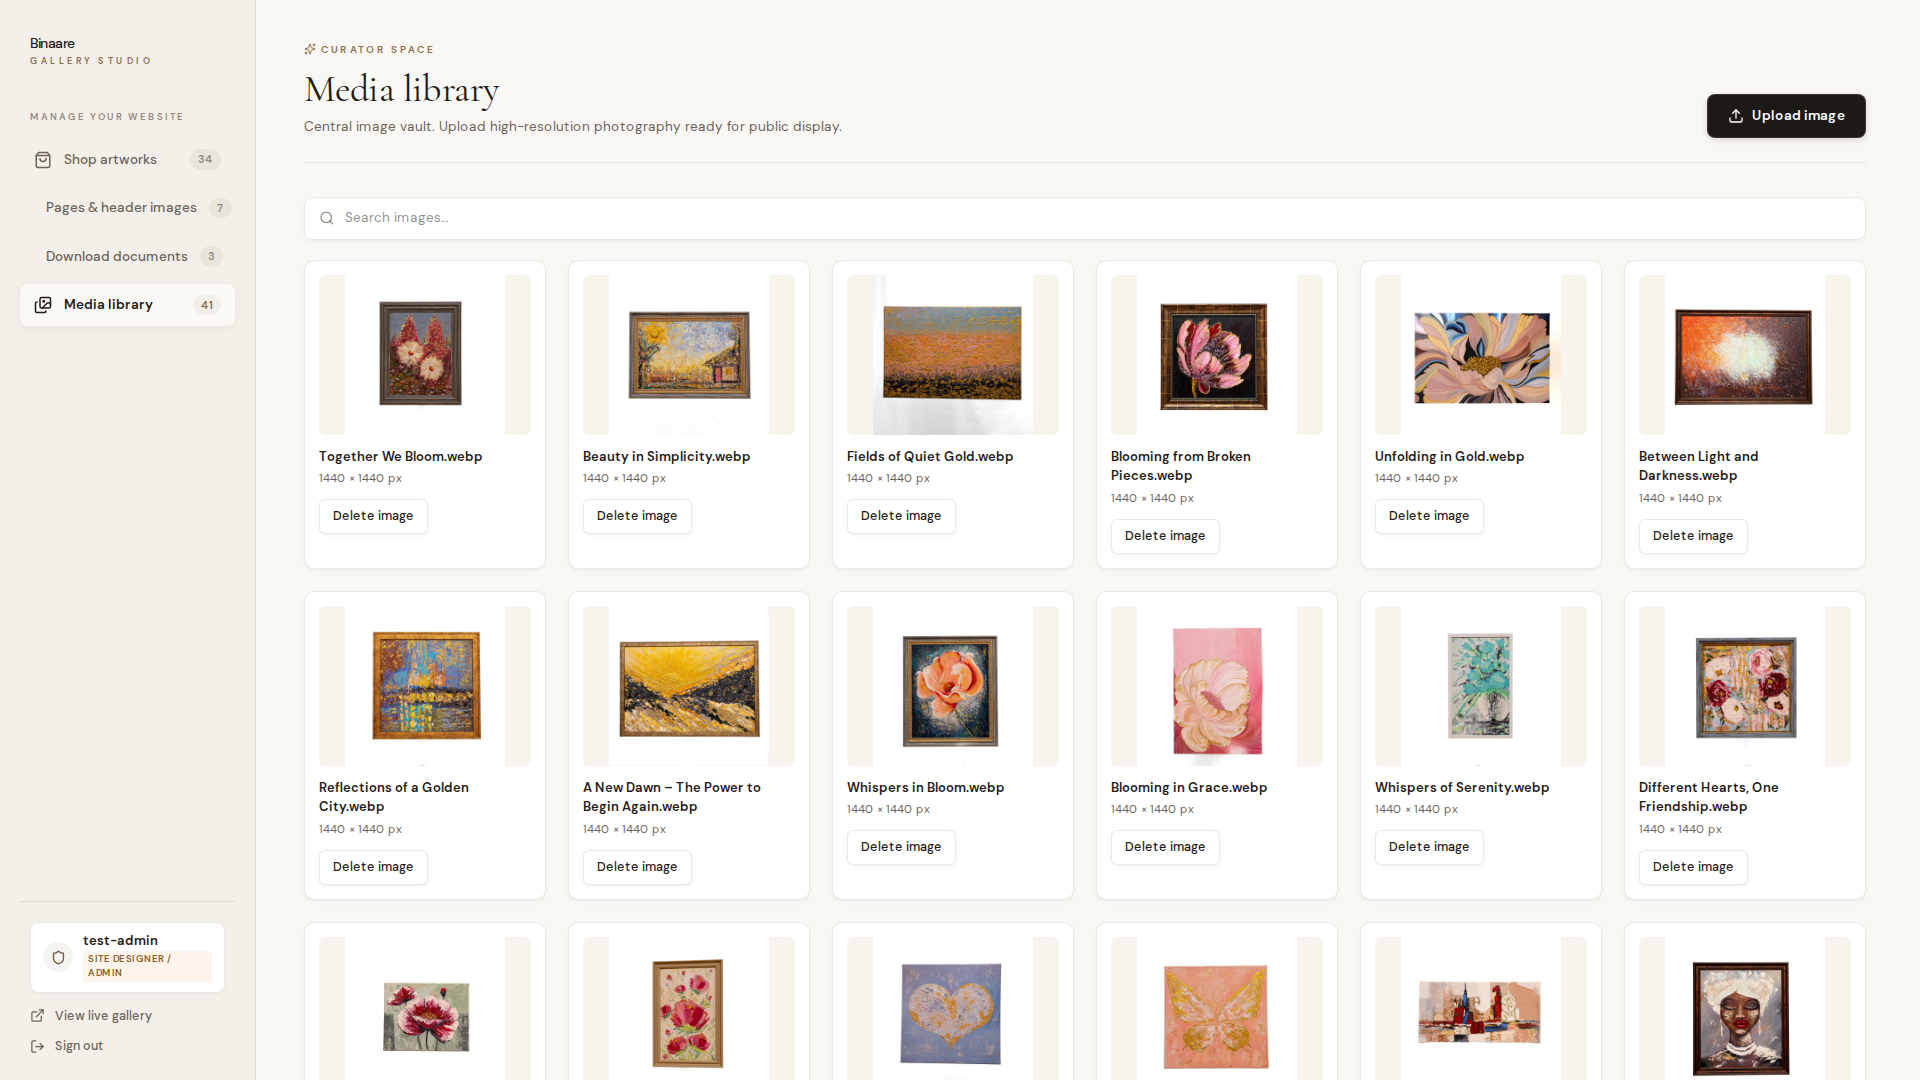 Binaare
GALLERY STUDIO
MANAGE YOUR WEBSITE
Shop artworks 34
Pages & header images 7
Download documents 3
Media library 41
test-admin
SITE DESIGNER /
ADMIN
View live gallery
Sign out
CURATOR SPACE
Media library
Central image vault. Upload high-resolution photography ready for public display.
Upload image
Search images...
Together We Bloom.webp
1440 × 1440 px
Delete image
Beauty in Simplicity.webp
1440 × 1440 px
Delete image
Fields of Quiet Gold.webp
1440 × 1440 px
Delete image
Blooming from Broken
Pieces.webp
1440 × 1440 px
Delete image
Unfolding in Gold.webp
1440 × 1440 px
Delete image
Between Light and
Darkness.webp
1440 × 1440 px
Delete image
Reflections of a Golden
City.webp
1440 × 1440 px
Delete image
A New Dawn – The Power to
Begin Again.webp
1440 × 1440 px
Delete image
Whispers in Bloom.webp
1440 × 1440 px
Delete image
Blooming in Grace.webp
1440 × 1440 px
Delete image
Whispers of Serenity.webp
1440 × 1440 px
Delete image
Different Hearts, One
Friendship.webp
1440 × 1440 px
Delete image